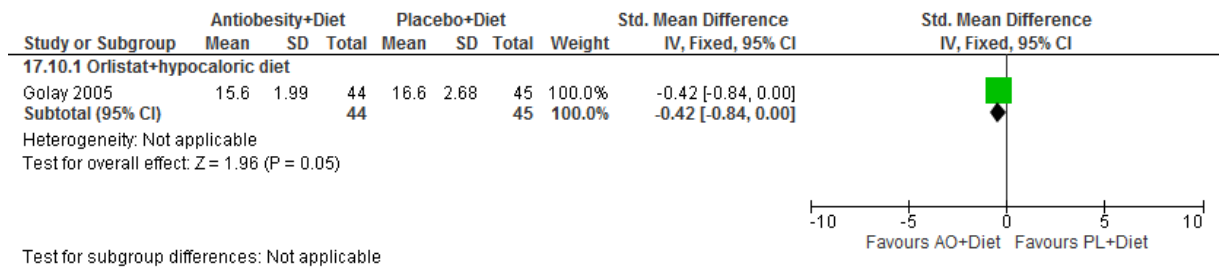 Antiobesity+Diet Placebo+Diet Std. Mean Difference Std. Mean Difference
Study or Subgroup Mean SD Total Mean SD Total Weight IV, Fixed, 95% CI IV, Fixed, 95% CI
17.10.1 Orlistat+hypocaloric diet
Golay 2005 15.6 1.99 44 16.6 2.68 45 100.0% -0.42 [-0.84, 0.00]
Subtotal (95% CI) 44 45 100.0% -0.42 [-0.84, 0.00]
Heterogeneity: Not applicable
Test for overall effect: Z = 1.96 (P = 0.05)
-10 -5 0 5 10
Favours AO+Diet Favours PL+Diet
Test for subgroup differences: Not applicable